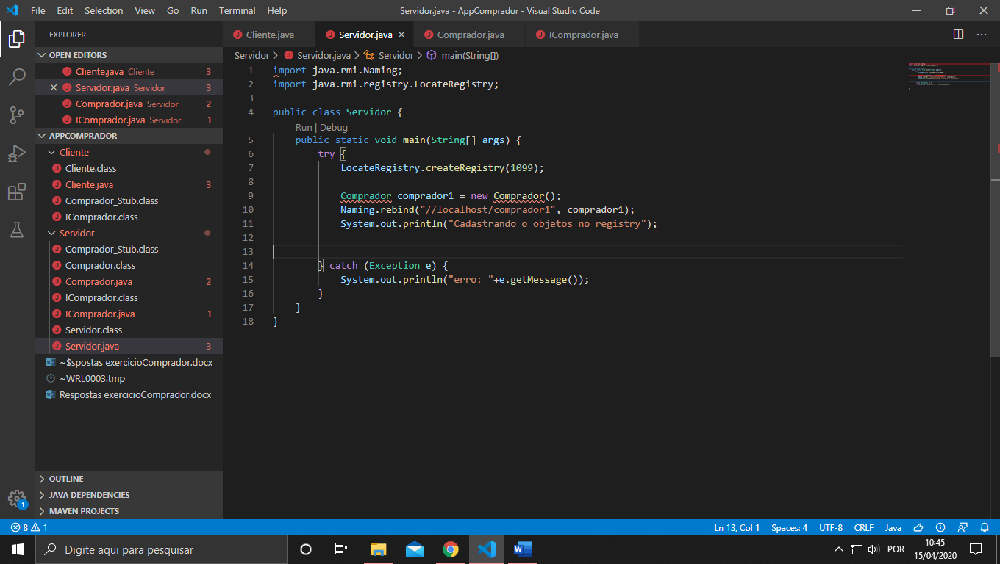 File Edit Selection View Go Run Terminal Help
Servidor.java - AppComprador - Visual Studio Code
EXPLORER
OPEN EDITORS
Cliente.java Cliente 3
Servidor.java Servidor 3
Comprador.java Servidor 2
IComprador.java Servidor 1
APPCOMPRADOR
Cliente
Cliente.class
Cliente.java 3
Comprador_Stub.class
IComprador.class
Servidor
Comprador_Stub.class
Comprador.class
Comprador.java 2
IComprador.class
IComprador.java 1
Servidor.class
Servidor.java 3
~$spostas exercicioComprador.docx
~WRL0003.tmp
Respostas exercicioComprador.docx
OUTLINE
JAVA DEPENDENCIES
MAVEN PROJECTS
1
Cliente.java Servidor.java Comprador.java IComprador.java
Servidor > Servidor.java > Servidor > main(String[])
1 import java.rmi.Naming;
2 import java.rmi.registry.LocateRegistry;
3
4 public class Servidor {
Run | Debug
5 public static void main(String[] args) {
6 try {
7 LocateRegistry.createRegistry(1099);
8
9 Comprador comprador1 = new Comprador();
10 Naming.rebind("//localhost/comprador1", comprador1);
11 System.out.println("Cadastrando o objetos no registry");
12
13
14 } catch (Exception e) {
15 System.out.println("erro: "+e.getMessage());
16 }
17 }
18 }
8 1 Ln 13, Col 1 Spaces: 4 UTF-8 CRLF Java
Digite aqui para pesquisar
POR
10:45
15/04/2020